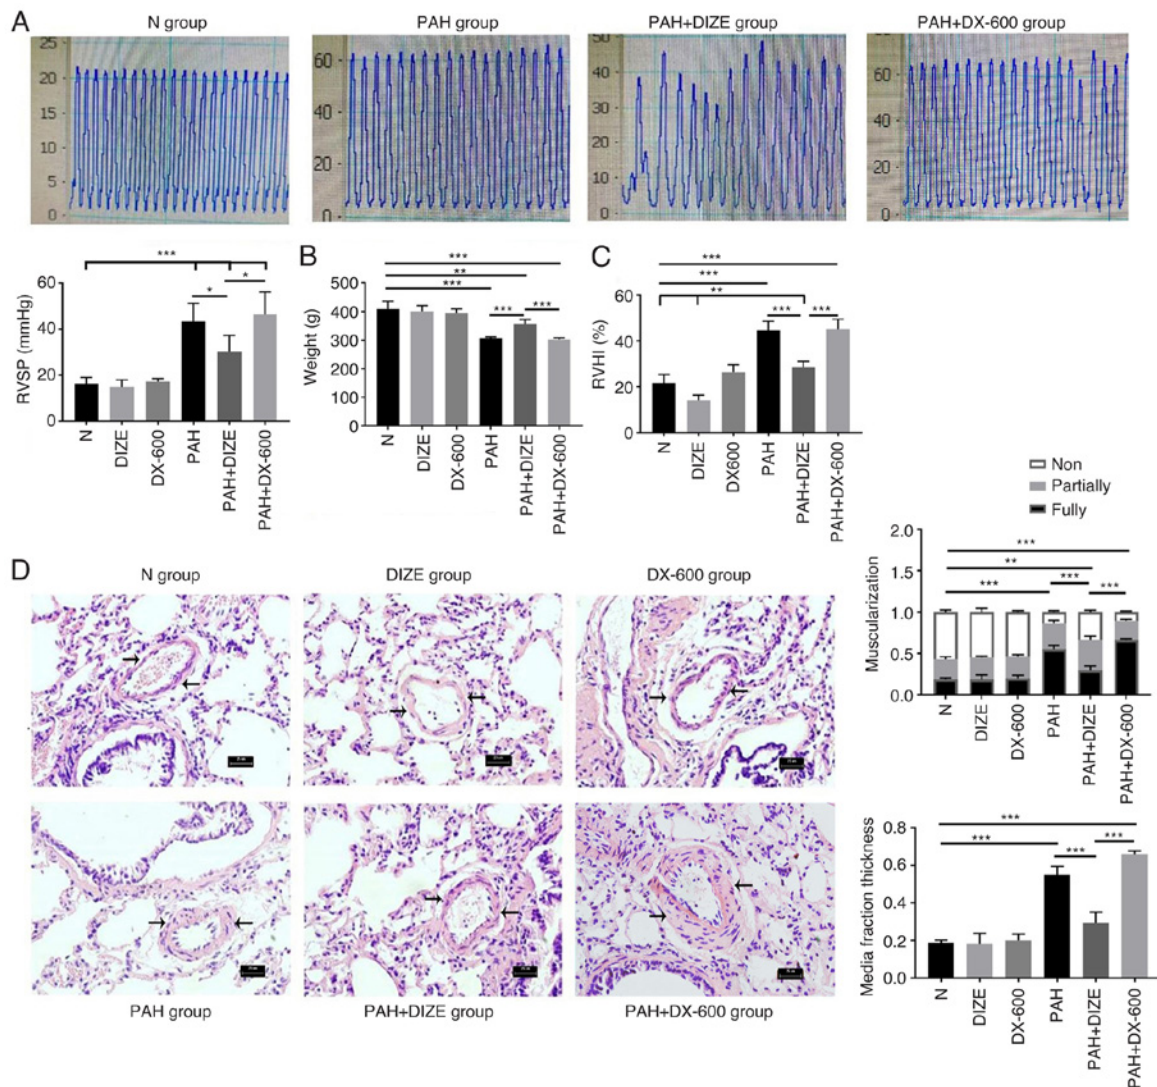 A
N group
PAH group
PAH+DIZE group
PAH+DX-600 group
25
20
15
10
5
0
60
40
20
0
50
40
30
20
10
0
80
60
40
20
0
***
*
*
RVSP (mmHg)
60
40
20
0
N
DIZE
DX-600
PAH
PAH+DIZE
PAH+DX-600
B
***
**
***
***
***
Weight (g)
500
400
300
200
100
0
N
DIZE
DX-600
PAH
PAH+DIZE
PAH+DX-600
C
***
***
**
***
***
RVHI (%)
60
40
20
0
N
DIZE
DX600
PAH
PAH+DIZE
PAH+DX-600
Non
Partially
Fully
***
**
***
***
***
Muscularization
2.0
1.5
1.0
0.5
0.0
N
DIZE
DX-600
PAH
PAH+DIZE
PAH+DX-600
D
N group
DIZE group
DX-600 group
PAH group
PAH+DIZE group
PAH+DX-600 group
***
***
***
***
Media fraction thickness
0.8
0.6
0.4
0.2
0.0
N
DIZE
DX-600
PAH
PAH+DIZE
PAH+DX-600